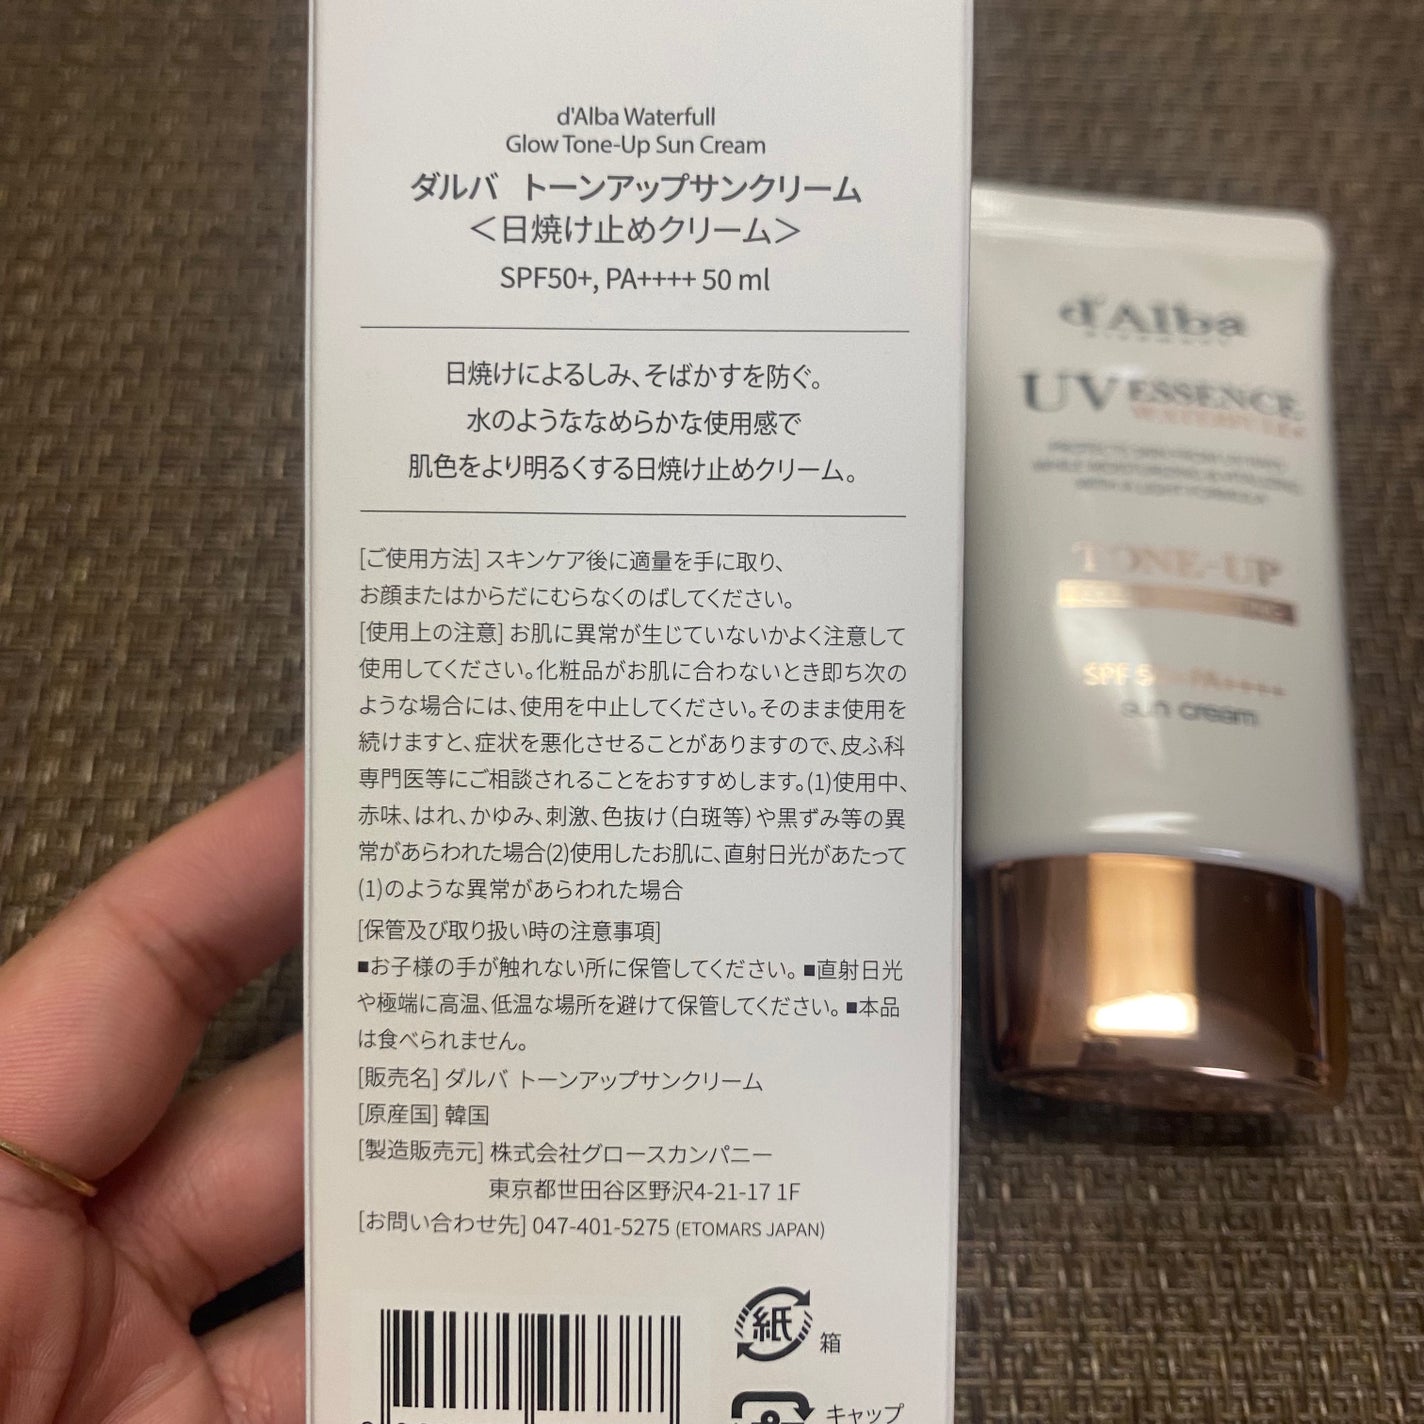 d'Alba Waterfull
Glow Tone-Up Sun Cream
ダルバ トーンアップサンクリーム
＜日焼け止めクリーム＞
SPF50+, PA++++ 50 ml
日焼けによるしみ、そばかすを防ぐ。
水のようななめらかな使用感で
肌色をより明るくする日焼け止めクリーム。
[ご使用方法] スキンケア後に適量を手に取り、
お顔またはからだにむらなくのばしてください。
[使用上の注意] お肌に異常が生じていないかよく注意して
使用してください。化粧品がお肌に合わないとき即ち次の
ような場合には、使用を中止してください。そのまま使用を
続けますと、症状を悪化させることがありますので、皮ふ科
専門医等にご相談されることをおすすめします。(1)使用中、
赤味、はれ、かゆみ、刺激、色抜け（白斑等）や黒ずみ等の異
常があらわれた場合(2)使用したお肌に、直射日光があたって
(1)のような異常があらわれた場合
[保管及び取り扱い時の注意事項]
■お子様の手が触れない所に保管してください。■直射日光
や極端に高温、低温な場所を避けて保管してください。■本品
は食べられません。
[販売名] ダルバ トーンアップサンクリーム
[原産国] 韓国
[製造販売元] 株式会社グロースカンパニー
東京都世田谷区野沢4-21-17 1F
[お問い合わせ先] 047-401-5275 (ETOMARS JAPAN)
紙 箱
キャップ
d'Alba
UV ESSENCE
WATERFULL
PROTECTS SKIN FROM UV RAYS
WHILE MOISTURIZING & VITALIZING
WITH A LIGHT FORMULA
TONE-UP
SPF 50+ PA++++
sun cream